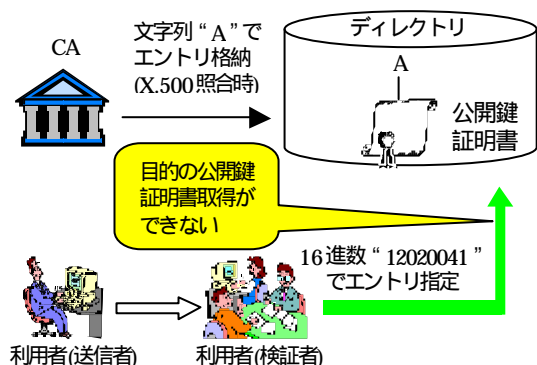 CA
文字列“A”で
エントリ格納
(X.500照合時)
ディレクトリ
A
公開鍵
証明書
目的の公開鍵
証明書取得が
できない
16進数“12020041”
でエントリ指定
利用者(送信者)
利用者(検証者)